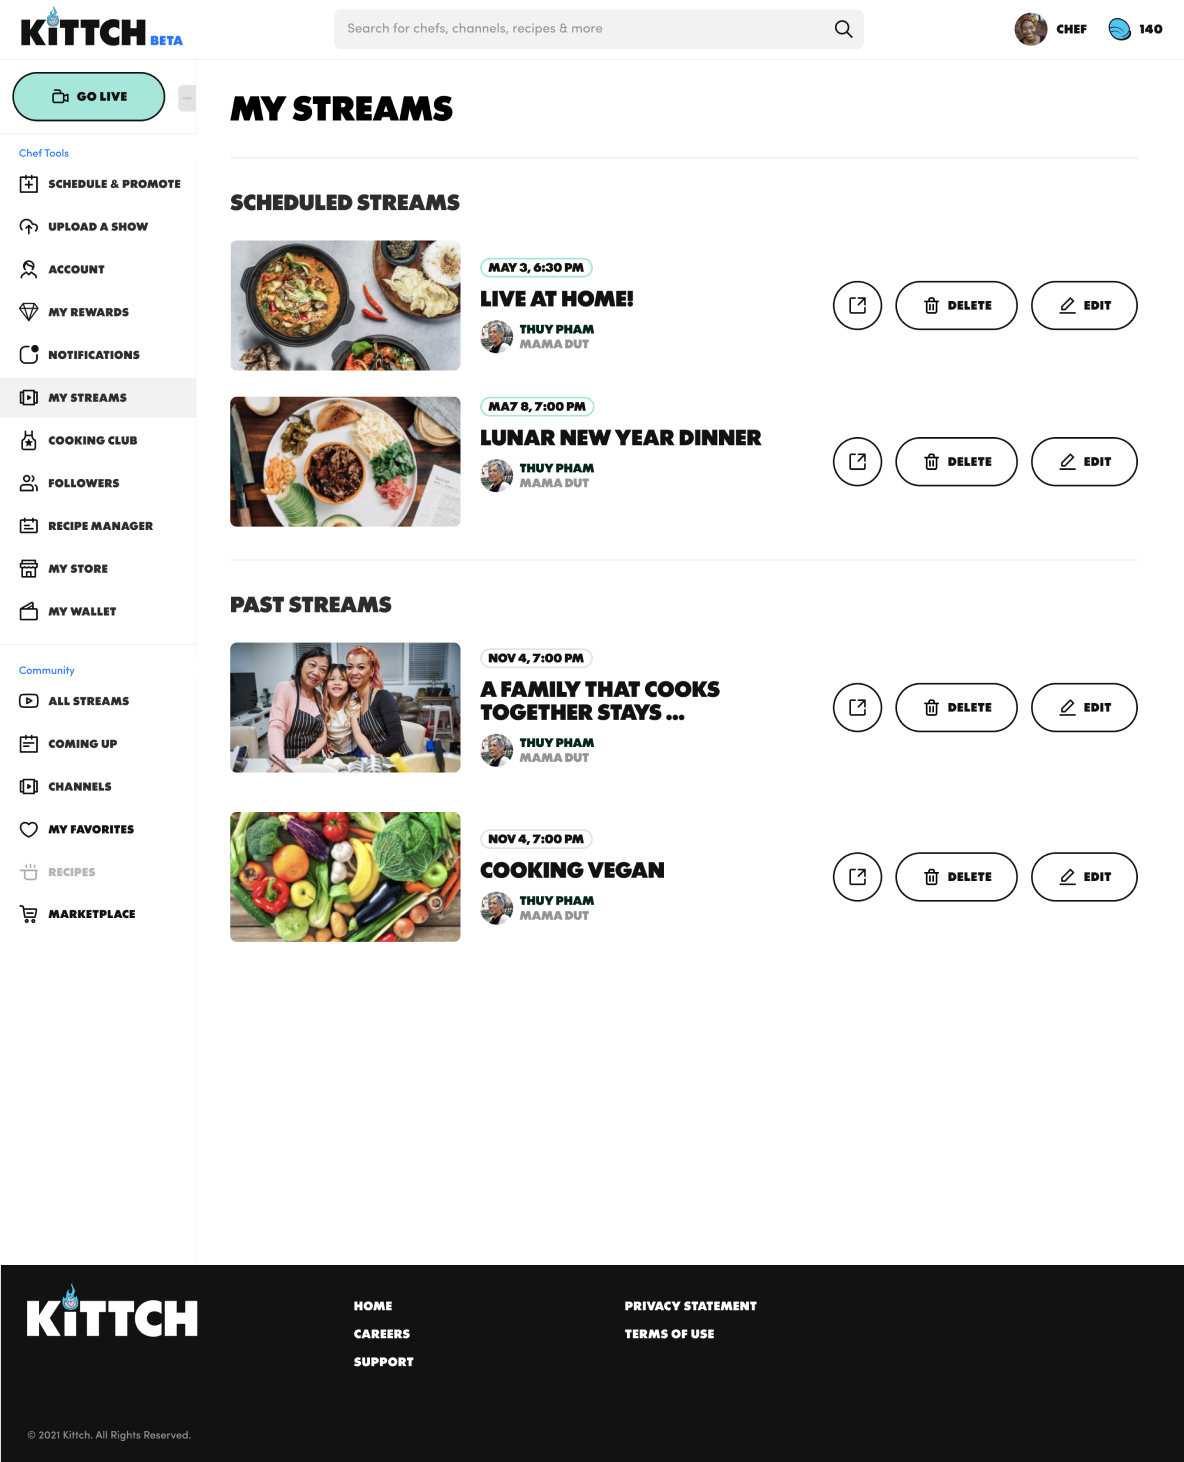 KiTTCH BETA
Search for chefs, channels, recipes & more
CHEF
140
GO LIVE
Chef Tools
SCHEDULE & PROMOTE
UPLOAD A SHOW
ACCOUNT
MY REWARDS
NOTIFICATIONS
MY STREAMS
COOKING CLUB
FOLLOWERS
RECIPE MANAGER
MY STORE
MY WALLET
Community
ALL STREAMS
COMING UP
CHANNELS
MY FAVORITES
RECIPES
MARKETPLACE
MY STREAMS
SCHEDULED STREAMS
MAY 3, 6:30 PM
LIVE AT HOME!
THUY PHAM
MAMA DUT
DELETE
EDIT
MA7 8, 7:00 PM
LUNAR NEW YEAR DINNER
THUY PHAM
MAMA DUT
DELETE
EDIT
PAST STREAMS
NOV 4, 7:00 PM
A FAMILY THAT COOKS
TOGETHER STAYS ...
THUY PHAM
MAMA DUT
DELETE
EDIT
NOV 4, 7:00 PM
COOKING VEGAN
THUY PHAM
MAMA DUT
DELETE
EDIT
KiTTCH
HOME
CAREERS
SUPPORT
PRIVACY STATEMENT
TERMS OF USE
© 2021 Kittch. All Rights Reserved.